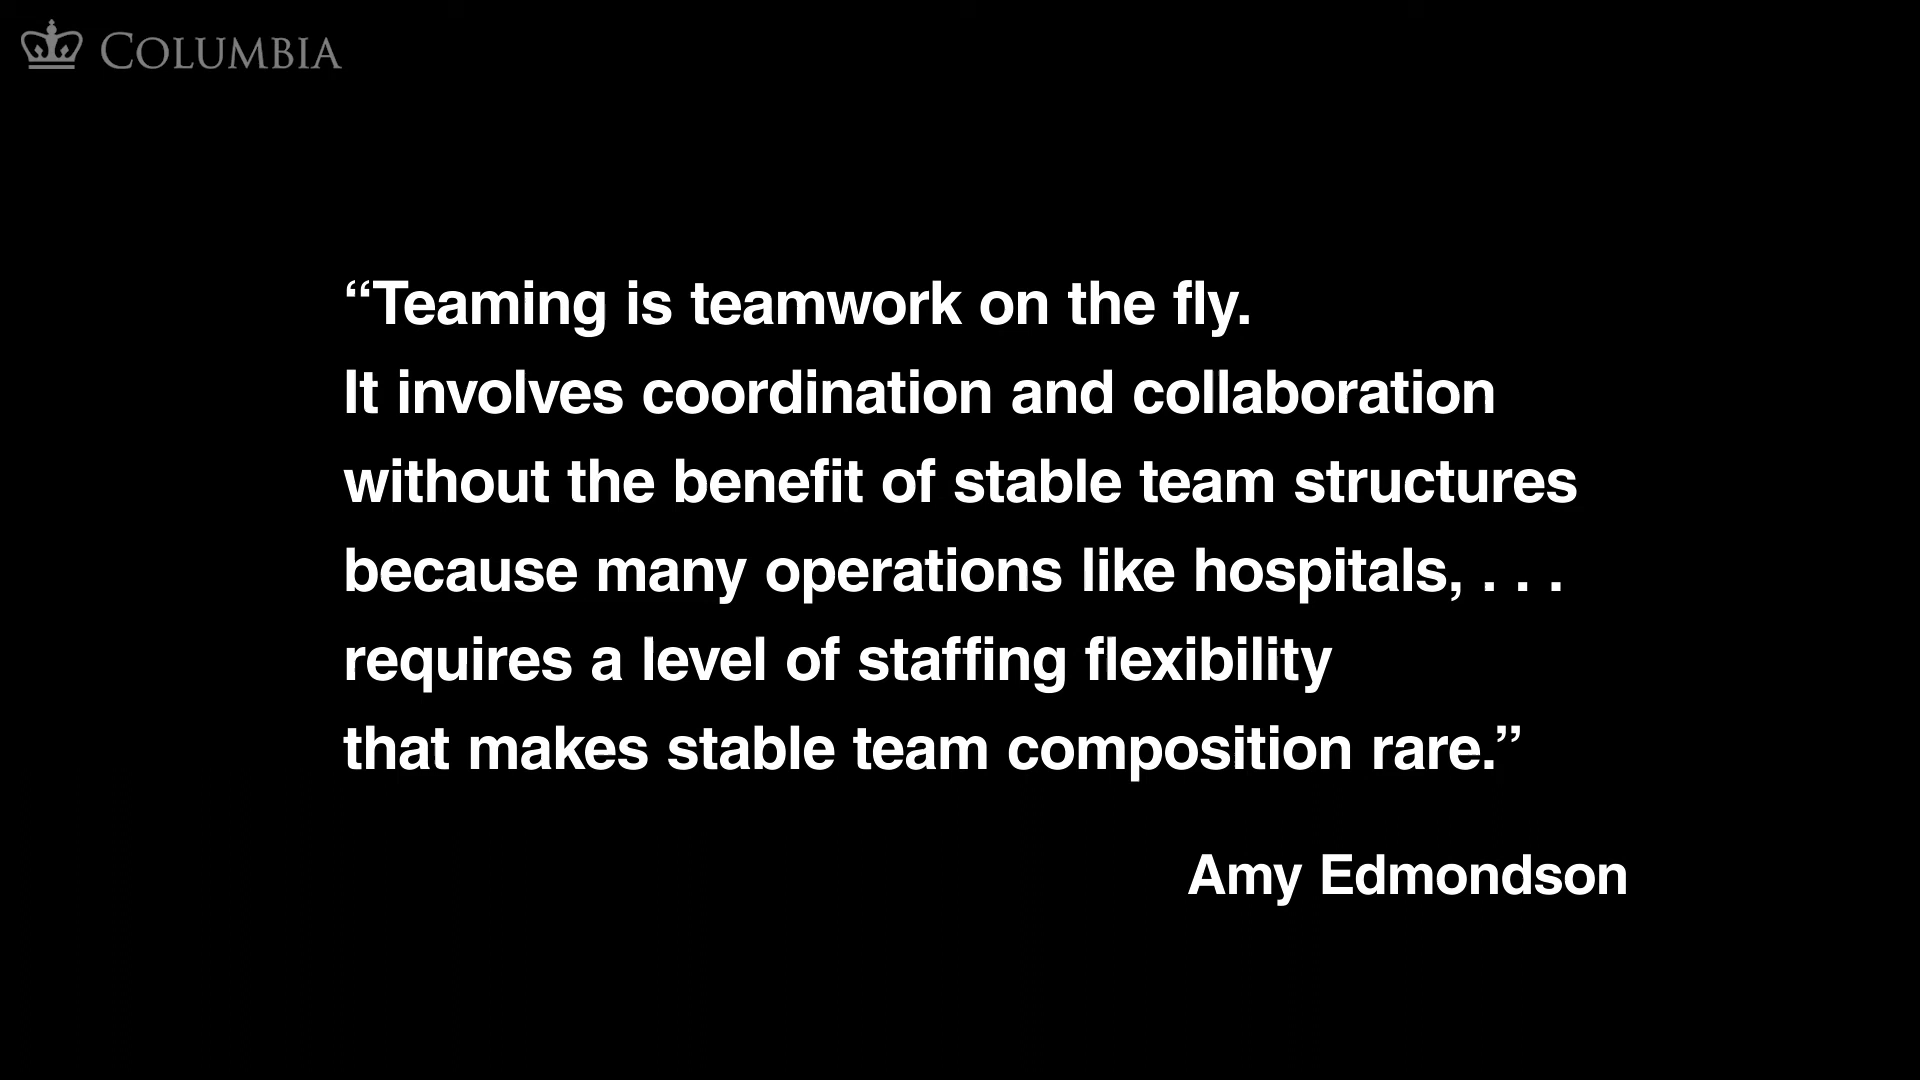 COLUMBIA
“Teaming is teamwork on the fly.
It involves coordination and collaboration
without the benefit of stable team structures
because many operations like hospitals, . . .
requires a level of staffing flexibility
that makes stable team composition rare.”
Amy Edmondson